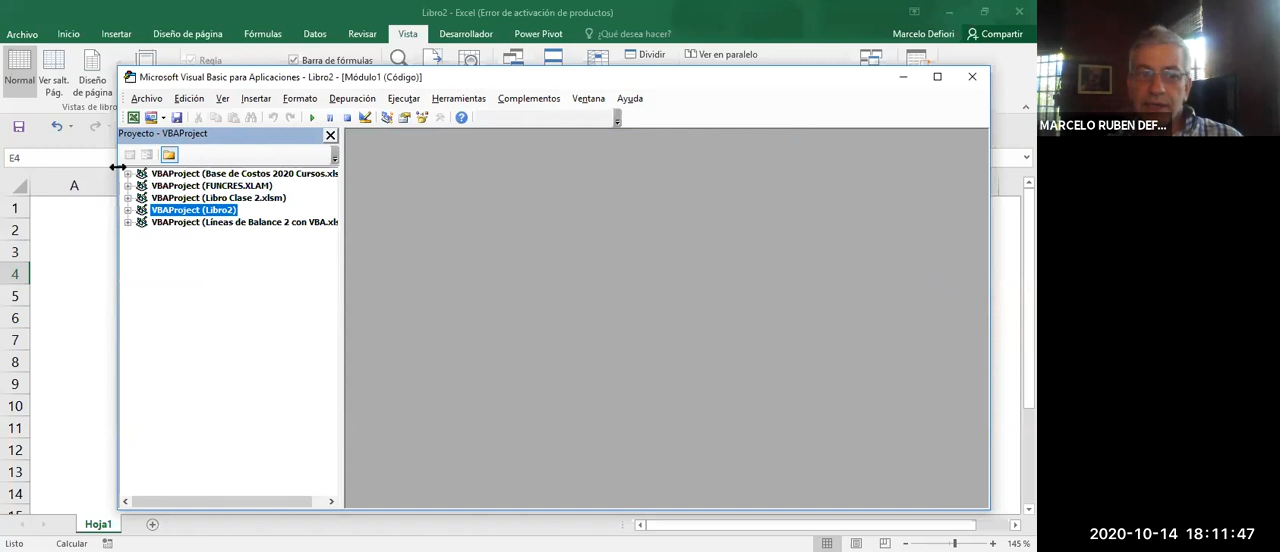 Libro2 - Excel (Error de activación de productos)
Archivo Inicio Insertar Diseño de página Fórmulas Datos Revisar Vista Desarrollador Power Pivot ¿Qué desea hacer? Marcelo Defiori Compartir
Normal Ver salt. Pág. Diseño de página Regla Barra de fórmulas Dividir Ver en paralelo
Vistas de libro
Microsoft Visual Basic para Aplicaciones - Libro2 - [Módulo1 (Código)]
Archivo Edición Ver Insertar Formato Depuración Ejecutar Herramientas Complementos Ventana Ayuda
Proyecto - VBAProject
VBAProject (Base de Costos 2020 Cursos.xls
VBAProject (FUNCRES.XLAM)
VBAProject (Libro Clase 2.xlsm)
VBAProject (Libro2)
VBAProject (Líneas de Balance 2 con VBA.xls
E4
A
1
2
3
4
5
6
7
8
9
10
11
12
13
14
Hoja1
Listo Calcular 145 %
MARCELO RUBEN DEF...
2020-10-14 18:11:47